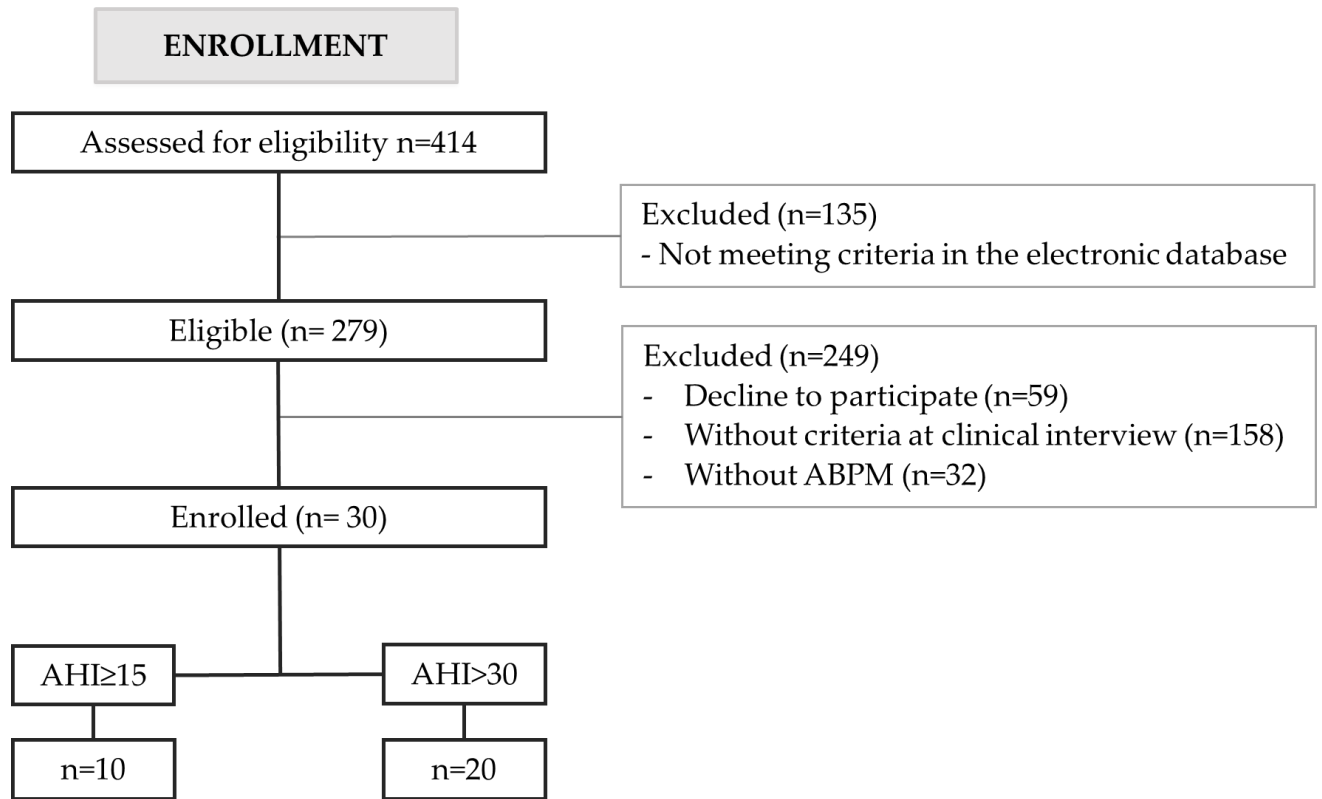 ENROLLMENT
Assessed for eligibility n=414
Excluded (n=135)
- Not meeting criteria in the electronic database
Eligible (n= 279)
Excluded (n=249)
- Decline to participate (n=59)
- Without criteria at clinical interview (n=158)
- Without ABPM (n=32)
Enrolled (n= 30)
AHI≥15
AHI>30
n=10
n=20